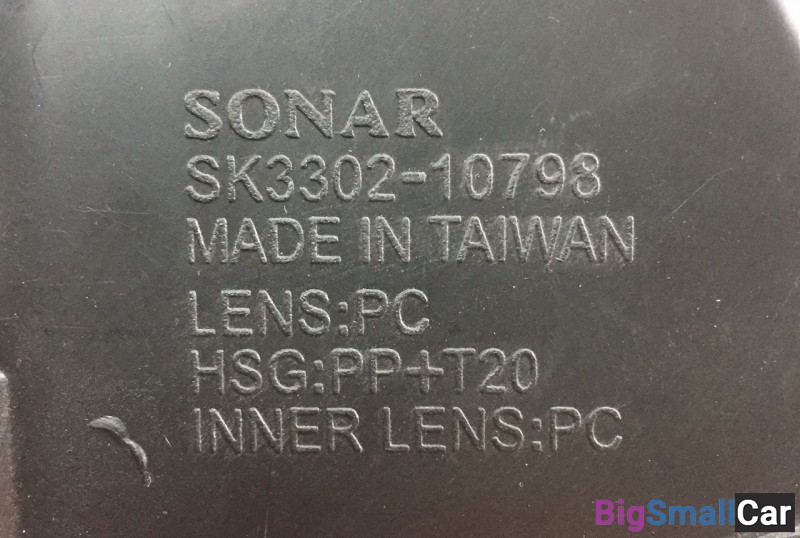 SONAR
SK3302-10798
MADE IN TAIWAN
LENS:PC
HSG:PP+T20
INNER LENS:PC
BigSmallCar